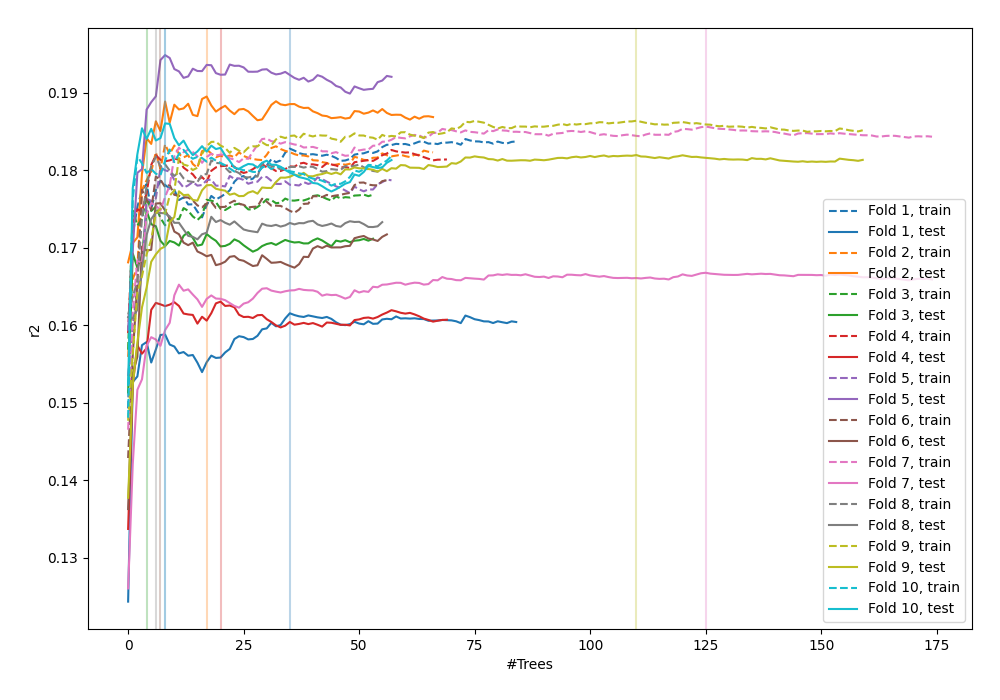 0.19
0.18
0.17
0.16
0.15
0.14
0.13
r2
0 25 50 75 100 125 150 175
#Trees
Fold 1, train
Fold 1, test
Fold 2, train
Fold 2, test
Fold 3, train
Fold 3, test
Fold 4, train
Fold 4, test
Fold 5, train
Fold 5, test
Fold 6, train
Fold 6, test
Fold 7, train
Fold 7, test
Fold 8, train
Fold 8, test
Fold 9, train
Fold 9, test
Fold 10, train
Fold 10, test